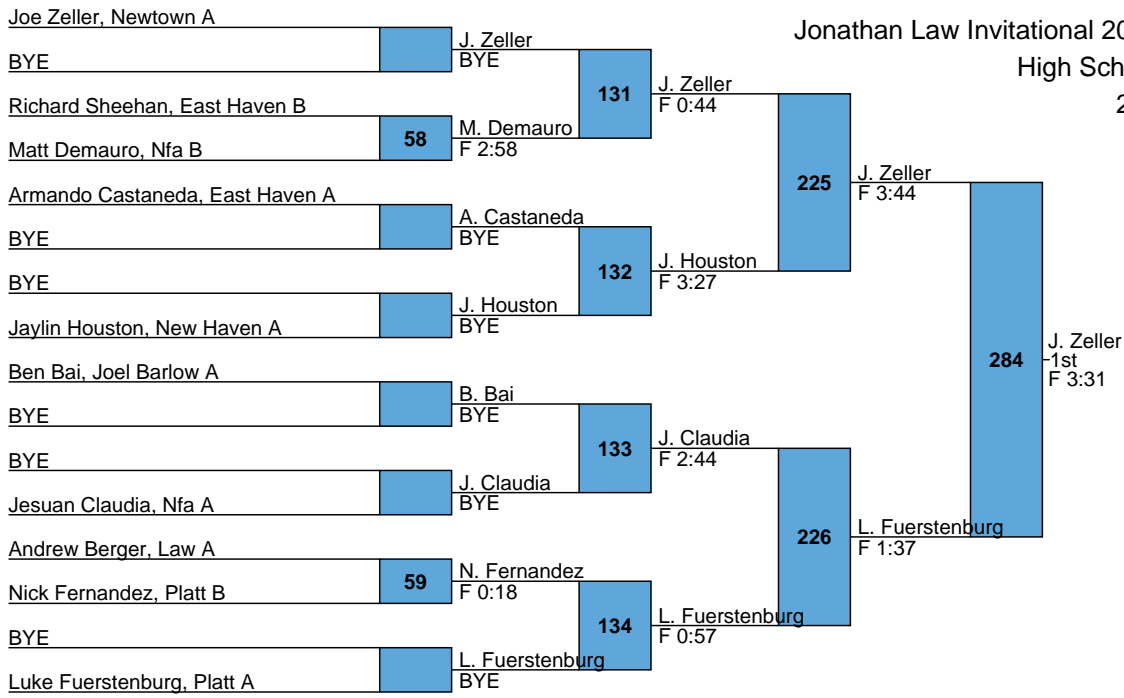 Joe Zeller, Newtown A
BYE
Richard Sheehan, East Haven B
Matt Demauro, Nfa B
Armando Castaneda, East Haven A
BYE
BYE
Jaylin Houston, New Haven A
Ben Bai, Joel Barlow A
BYE
BYE
Jesuan Claudia, Nfa A
Andrew Berger, Law A
Nick Fernandez, Platt B
BYE
Luke Fuerstenburg, Platt A
58
59
J. Zeller
BYE
M. Demauro
F 2:58
A. Castaneda
BYE
J. Houston
BYE
B. Bai
BYE
J. Claudia
BYE
N. Fernandez
F 0:18
L. Fuerstenburg
BYE
131
132
133
134
J. Zeller
F 0:44
J. Houston
F 3:27
J. Claudia
F 2:44
L. Fuerstenburg
F 0:57
225
226
J. Zeller
F 3:44
L. Fuerstenburg
F 1:37
284
J. Zeller
1st
F 3:31
Jonathan Law Invitational 20
High Sch
2